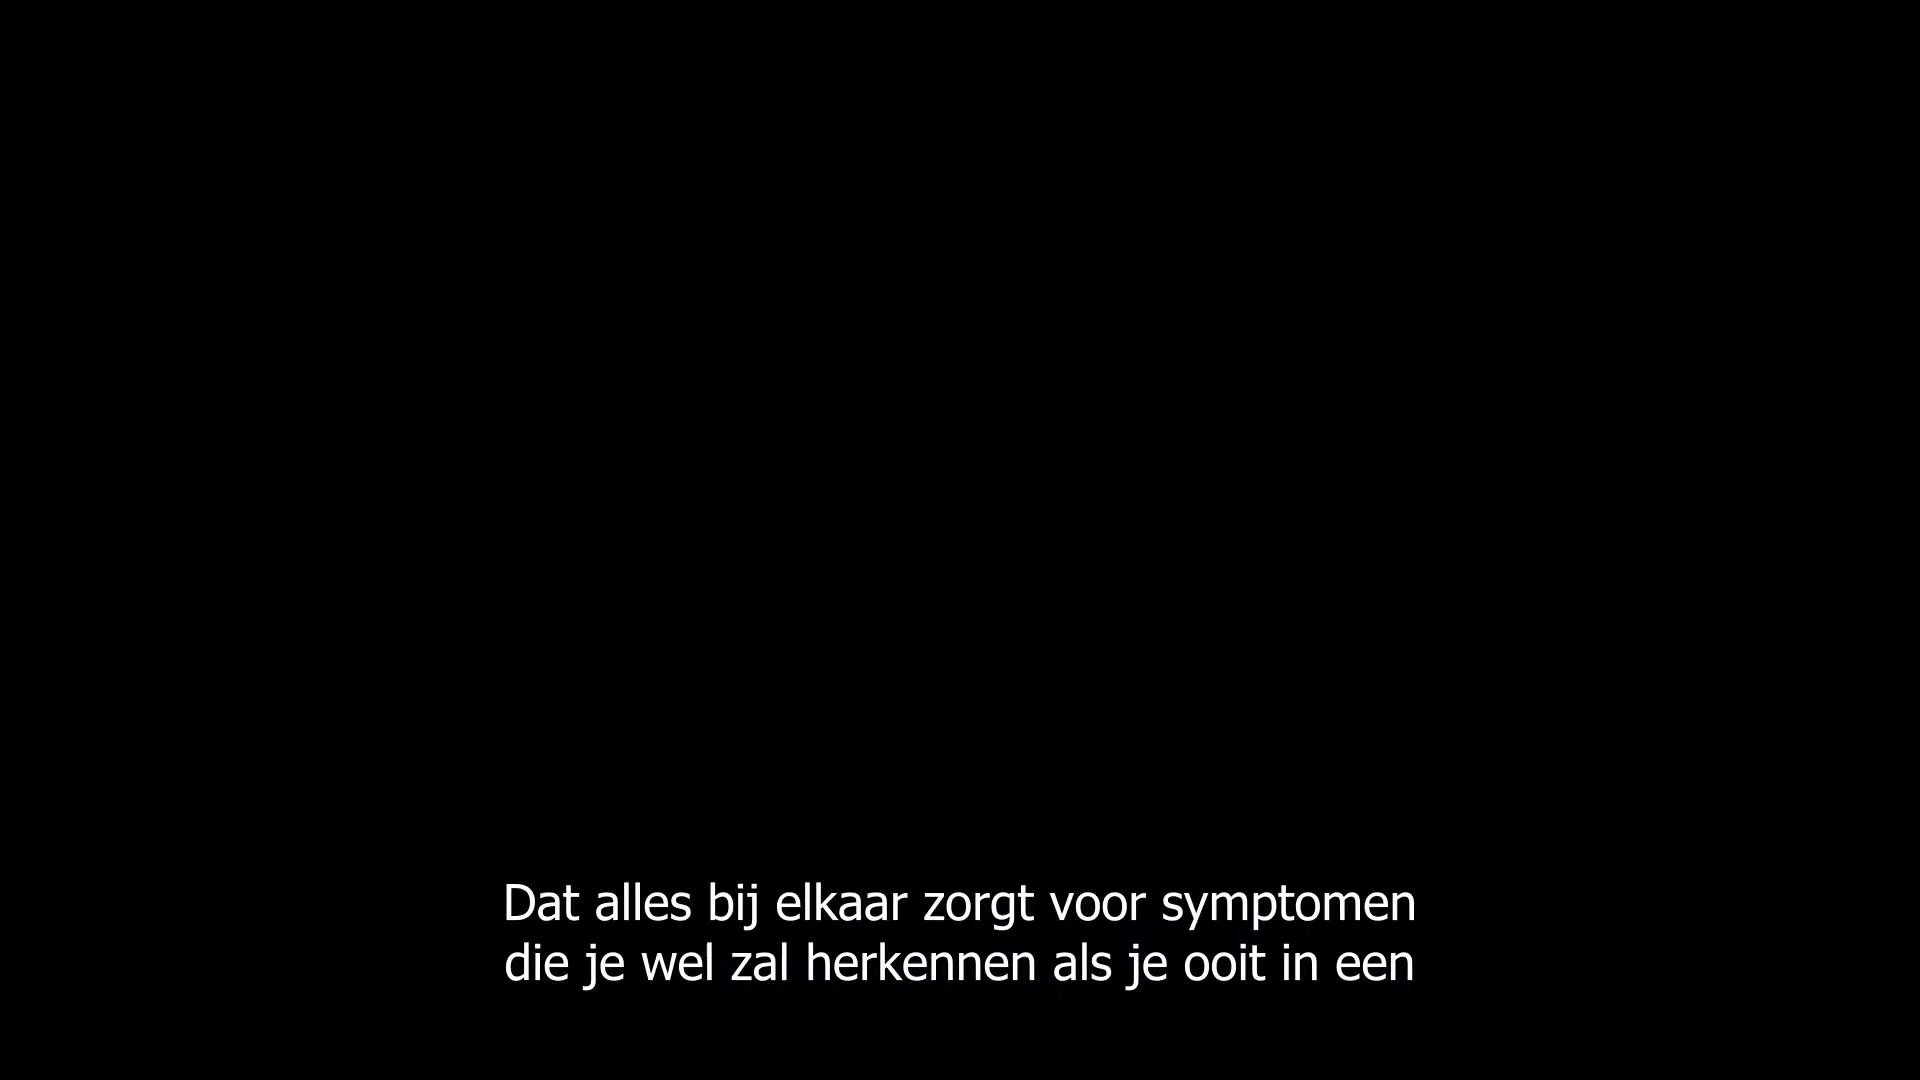 Dat alles bij elkaar zorgt voor symptomen
die je wel zal herkennen als je ooit in een